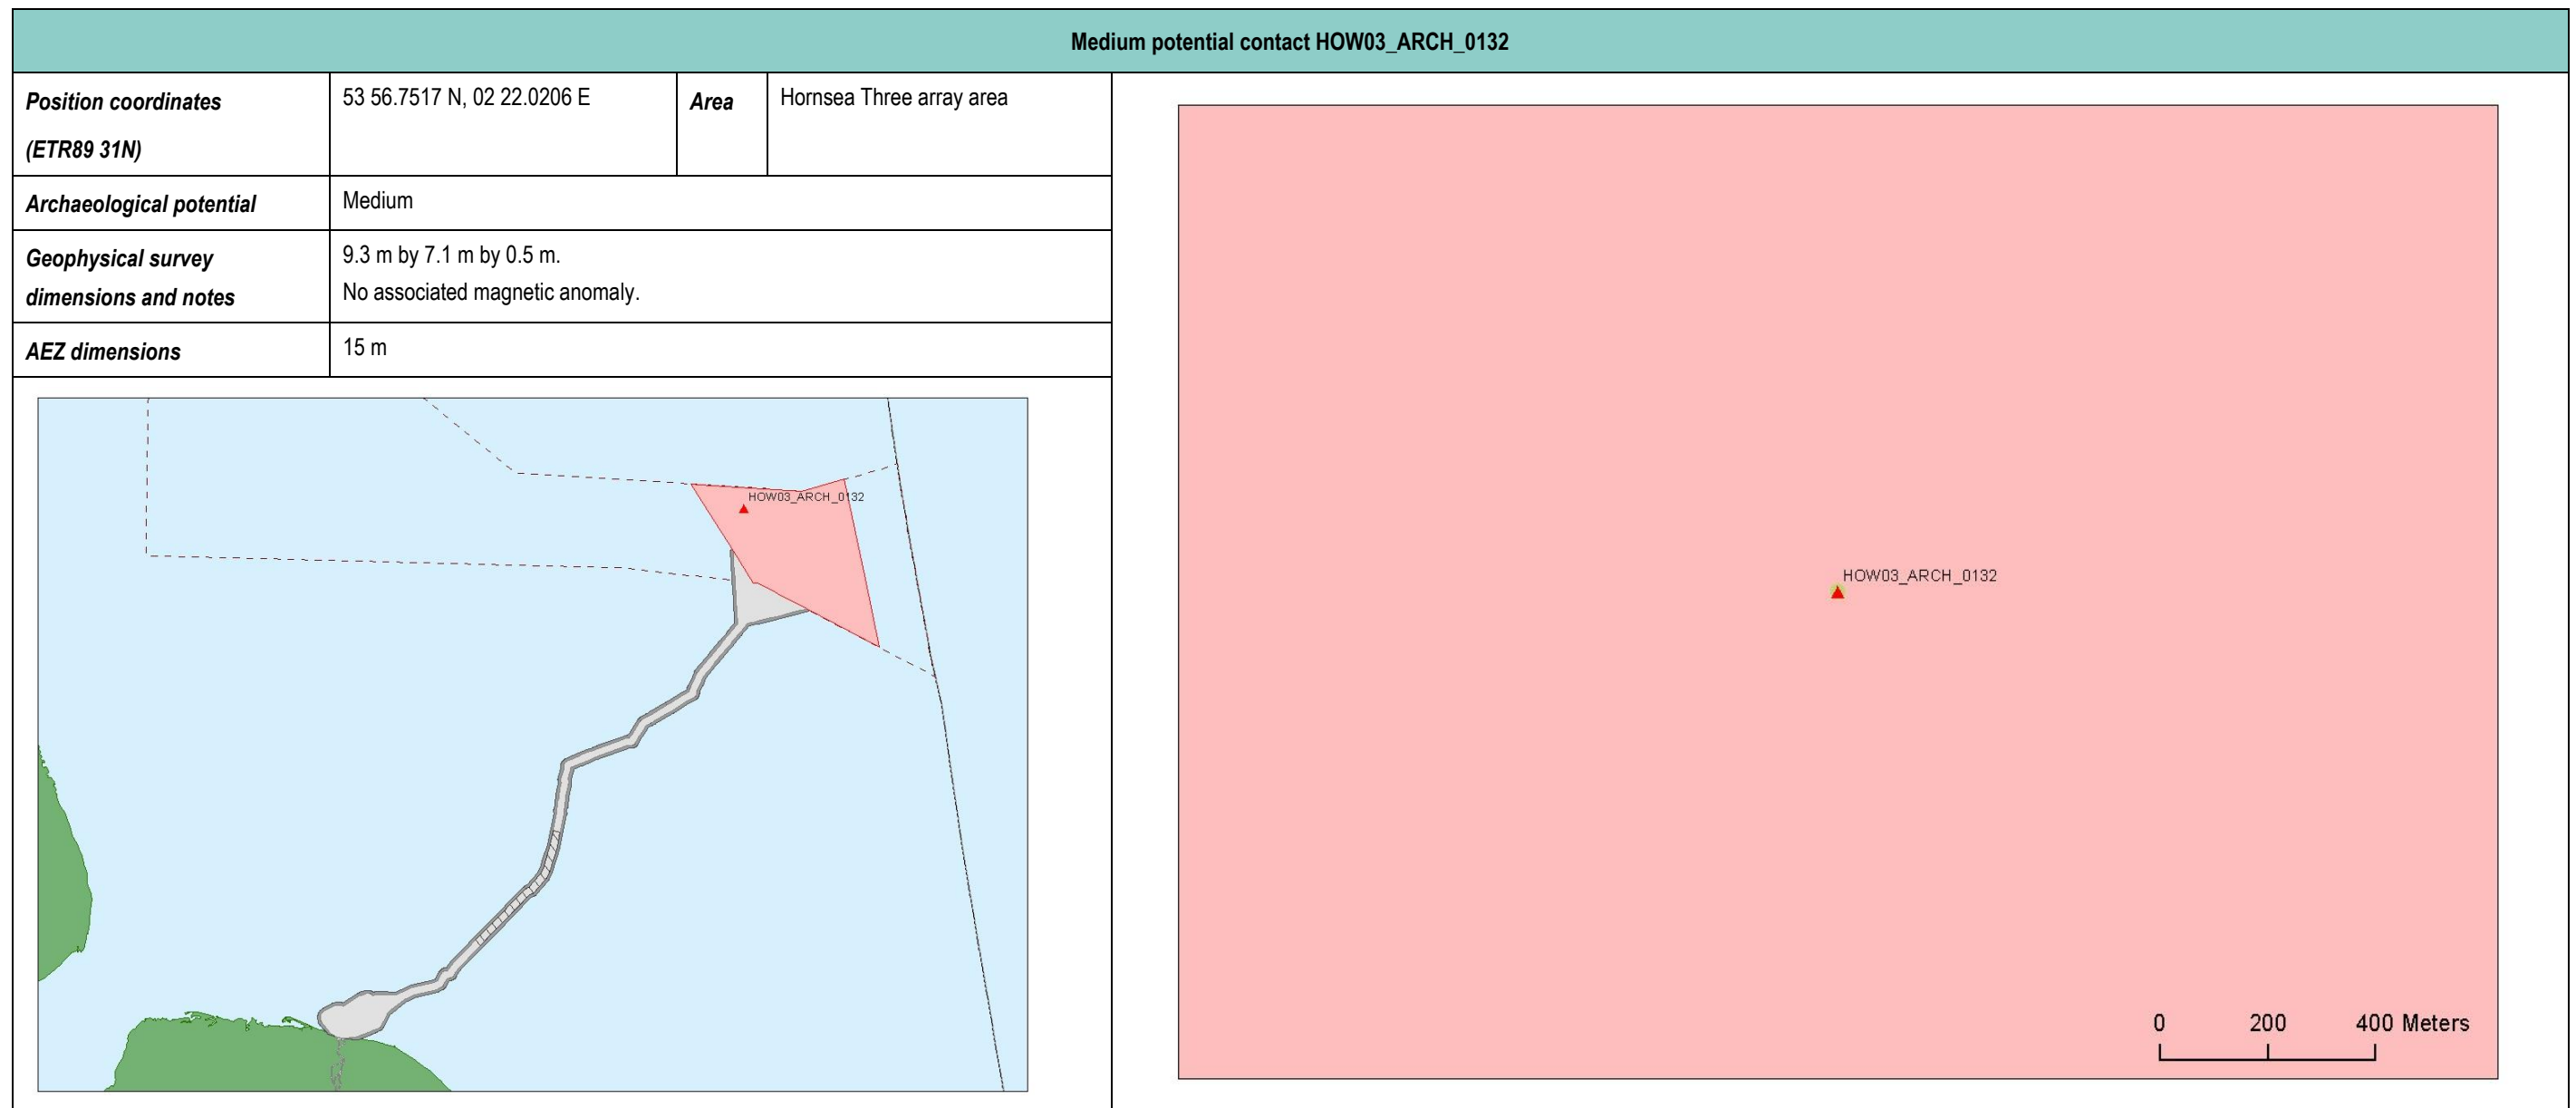 Medium potential contact HOW03_ARCH_0132
Position coordinates
(ETR89 31N)
53 56.7517 N, 02 22.0206 E
Area
Hornsea Three array area
Archaeological potential
Medium
Geophysical survey
dimensions and notes
9.3 m by 7.1 m by 0.5 m.
No associated magnetic anomaly.
AEZ dimensions
15 m
HOW03_ARCH_0132
HOW03_ARCH_0132
0 200 400 Meters